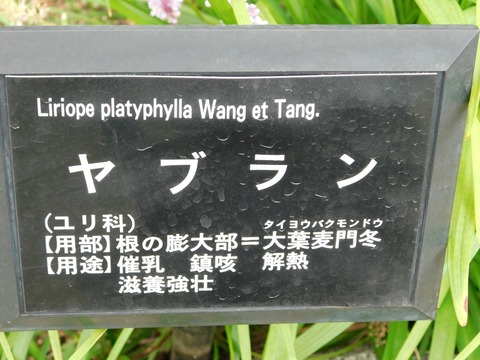 Liriope platyphylla Wang et Tang.
ヤブラン
(ユリ科)
タイヨウバクモンドウ
【用部】根の膨大部=大葉麦門冬
【用途】催乳 鎮咳 解熱
滋養強壮